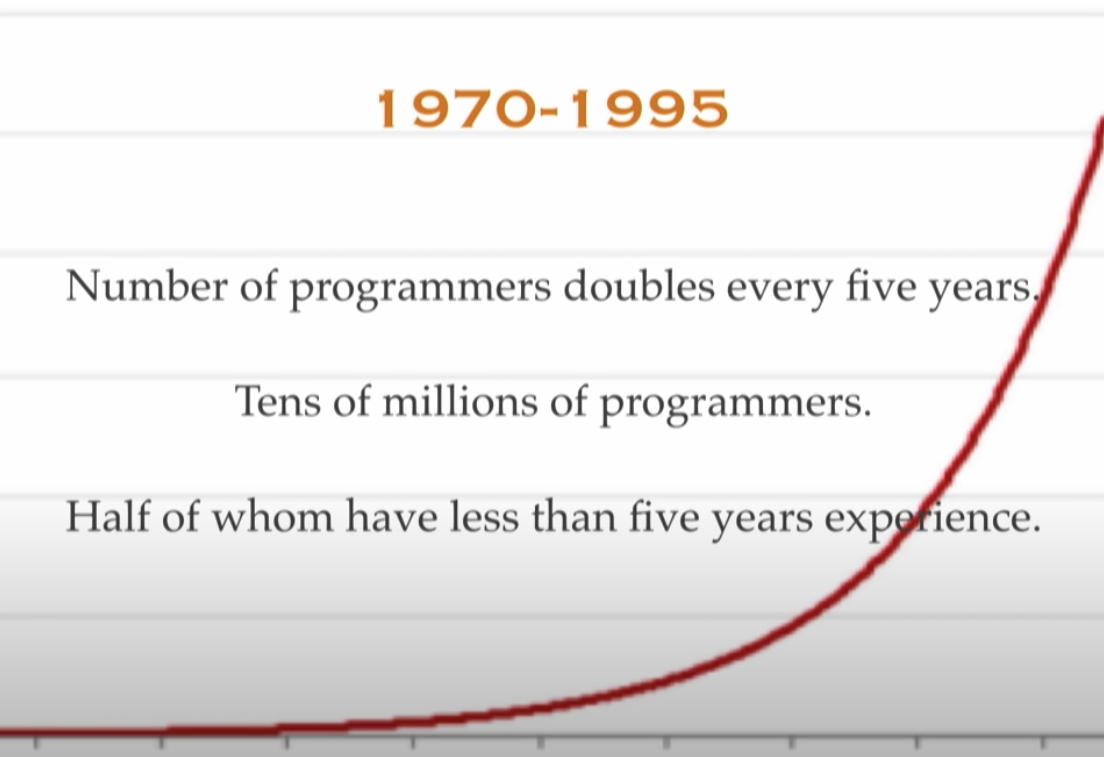 1970-1995
Number of programmers doubles every five years.
Tens of millions of programmers.
Half of whom have less than five years experience.